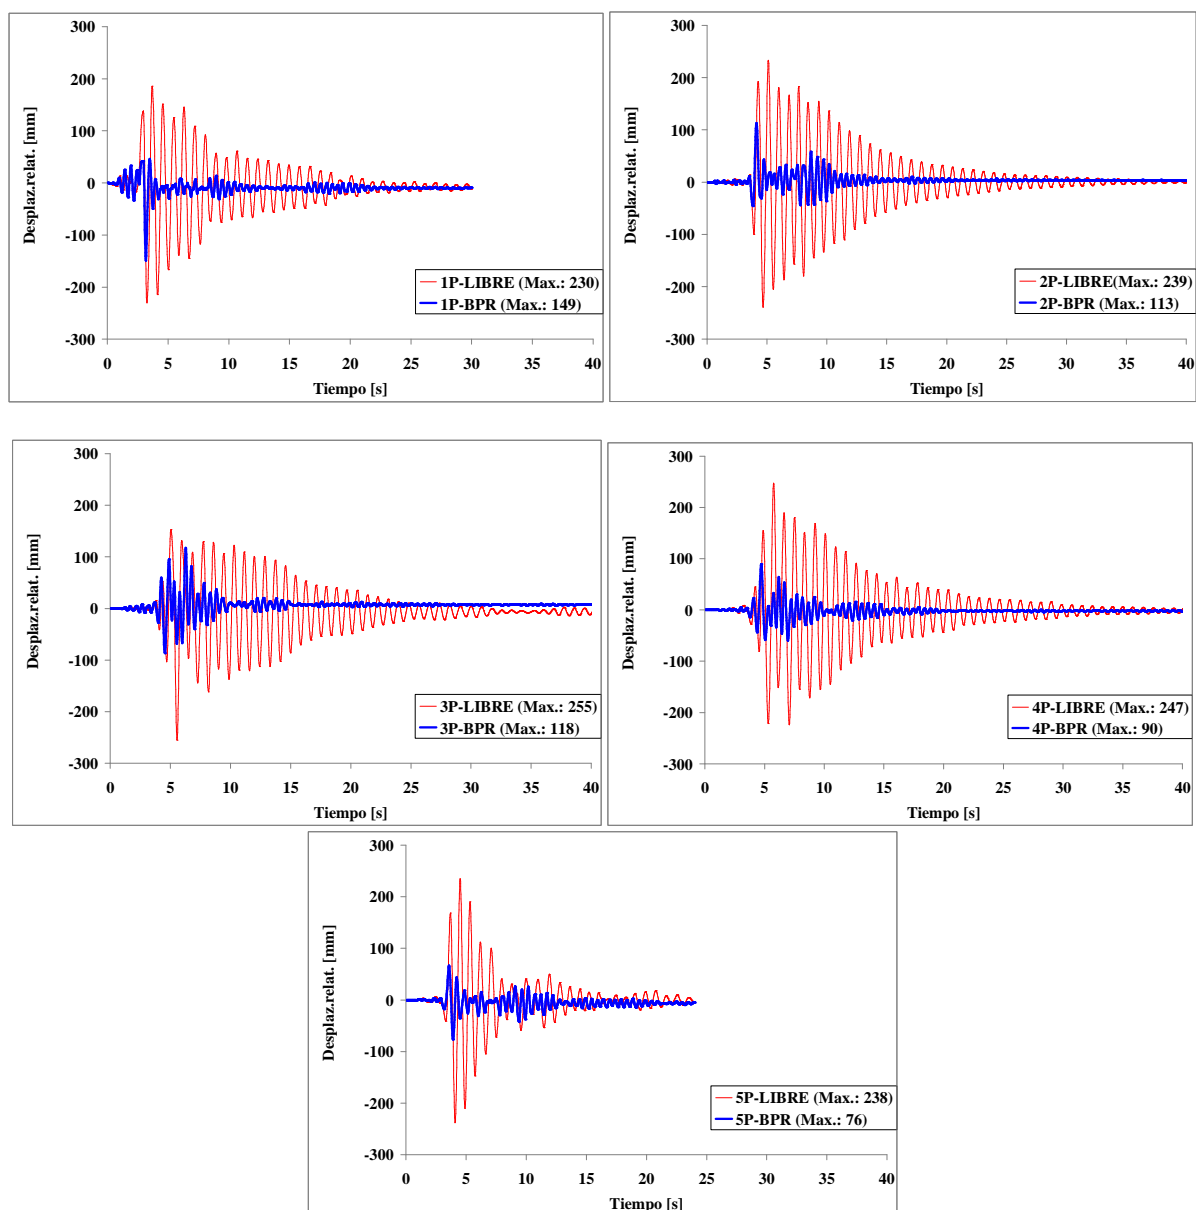 300
200
100
0
-100
-200
-300
Desplaz.relat. [mm]
0 5 10 15 20 25 30 35 40
Tiempo [s]
1P-LIBRE (Max.: 230)
1P-BPR (Max.: 149)
300
200
100
0
-100
-200
-300
Desplaz.relat. [mm]
0 5 10 15 20 25 30 35 40
Tiempo [s]
2P-LIBRE(Max.: 239)
2P-BPR (Max.: 113)
300
200
100
0
-100
-200
-300
Desplaz.relat. [mm]
0 5 10 15 20 25 30 35 40
Tiempo [s]
3P-LIBRE (Max.: 255)
3P-BPR (Max.: 118)
300
200
100
0
-100
-200
-300
Desplaz.relat. [mm]
0 5 10 15 20 25 30 35 40
Tiempo [s]
4P-LIBRE (Max.: 247)
4P-BPR (Max.: 90)
300
200
100
0
-100
-200
-300
Desplaz.relat. [mm]
0 5 10 15 20 25 30 35 40
Tiempo [s]
5P-LIBRE (Max.: 238)
5P-BPR (Max.: 76)